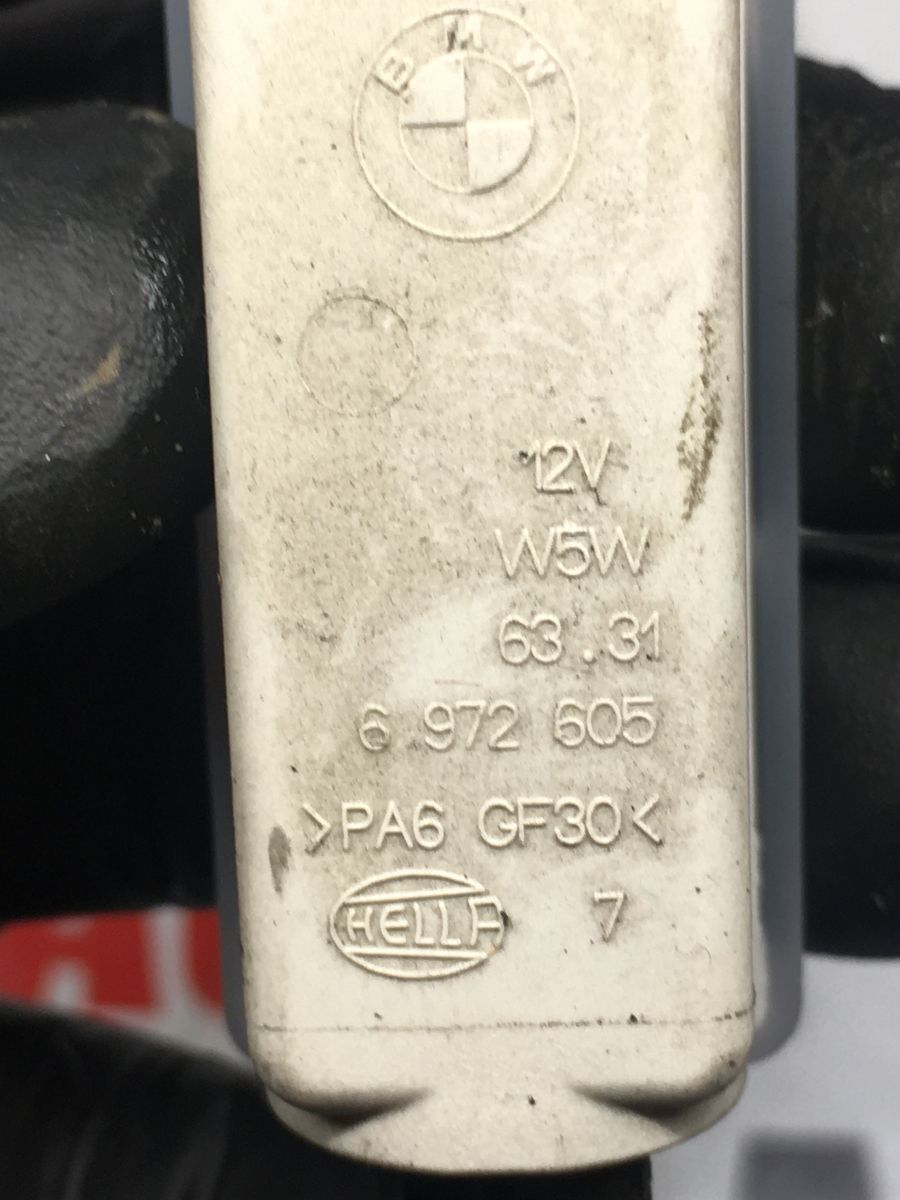 BMW
12V
W5W
63.31
6 972 605
>PA6 GF30<
HELLA 7